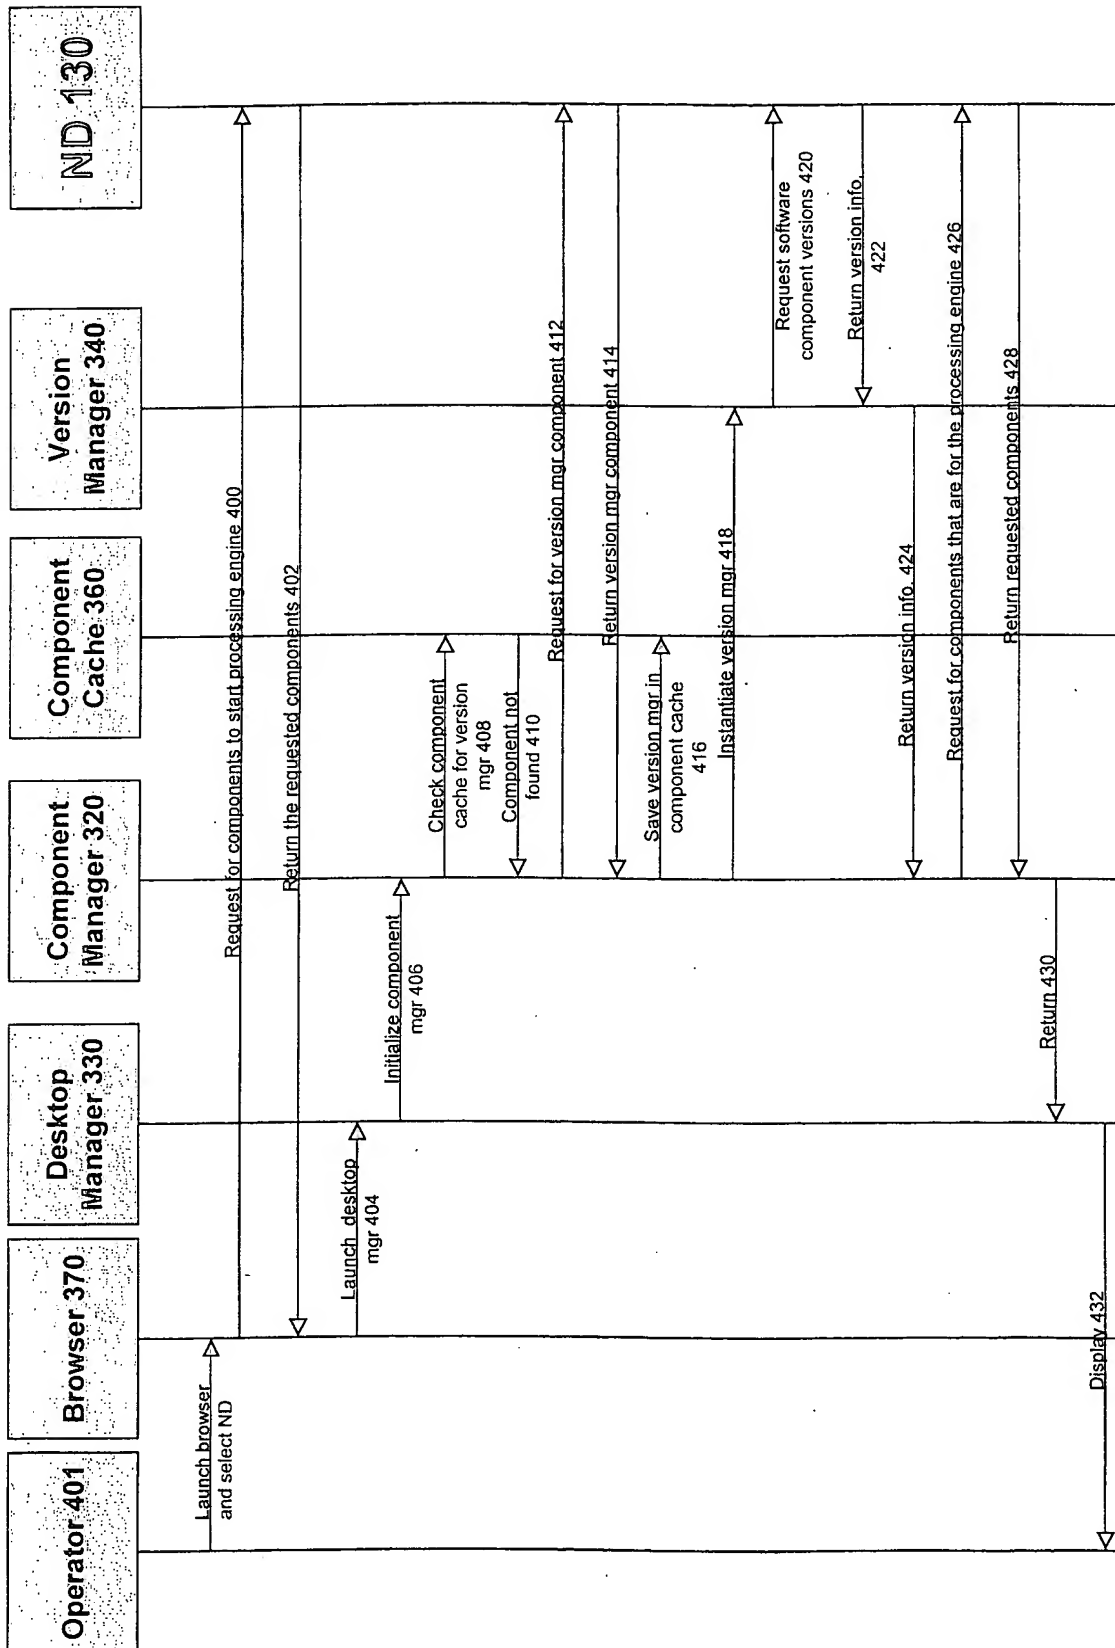 Operator 401
Browser 370
Desktop
Manager 330
Component
Manager 320
Component
Cache 360
Version
Manager 340
ND 130
Launch browser
and select ND
Request for components to start processing engine 400
Return the requested components 402
Launch desktop
mgr 404
Initialize component
mgr 406
Check component
cache for version
mgr 408
Component not
found 410
Request for version mgr component 412
Return version mgr component 414
Save version mgr in
component cache
416
Instantiate version mgr 418
Request software
component versions 420
Return version info.
422
Return version info. 424
Request for components that are for the processing engine 426
Return requested components 428
Return 430
Display 432